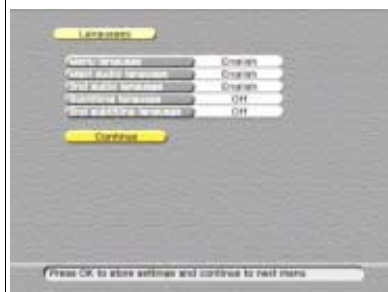 Languages
Menu language English
Main audio language English
2nd audio language English
Subtitling language Off
2nd subtitling language Off
Continue
Press OK to store settings and continue to next menu